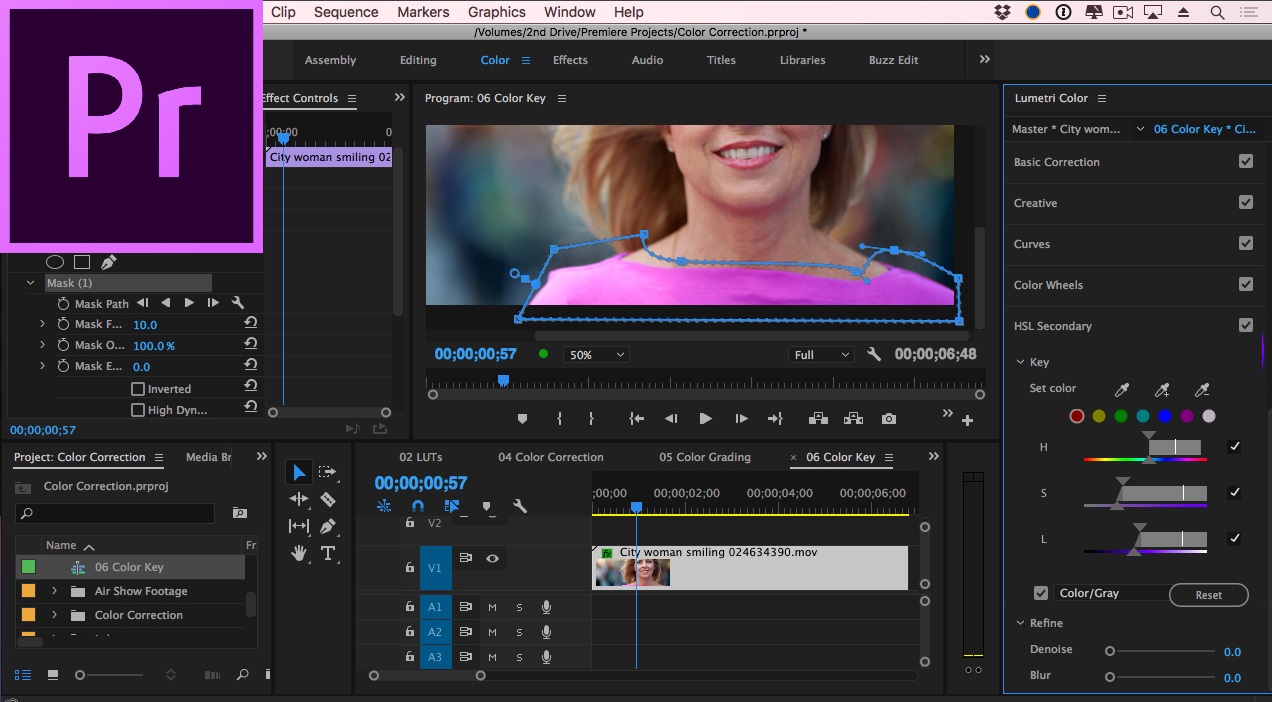 Pr
Clip Sequence Markers Graphics Window Help
/Volumes/2nd Drive/Premiere Projects/Color Correction.prproj *
Assembly Editing Color Effects Audio Titles Libraries Buzz Edit
Effect Controls
;00;00 0
City woman smiling 02
Mask (1)
Mask Path
Mask F... 10.0
Mask O... 100.0 %
Mask E... 0.0
Inverted
High Dyn...
00;00;00;57
Program: 06 Color Key
00;00;00;57 50% Full 00;00;06;48
Lumetri Color
Master * City wom... 06 Color Key * Ci...
Basic Correction
Creative
Curves
Color Wheels
HSL Secondary
Key
Set color
H
S
L
Color/Gray Reset
Refine
Denoise 0.0
Blur 0.0
Project: Color Correction Media Br
Color Correction.prproj
Name Fr
06 Color Key
Air Show Footage
Color Correction
02 LUTs 04 Color Correction 05 Color Grading × 06 Color Key
00;00;00;57
;00;00 00;00;02;00 00;00;04;00 00;00;06;00
V2
fx City woman smiling 024634390.mov
V1
A1 M S
A2 M S
A3 M S